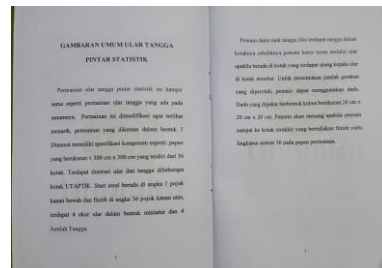 GAMBARAN UMUM ULAR TANGGA
PINTAR STATISTIK
Permainan ular tangga pintar statistik ini hampir
sama seperti permainan ular tangga yang ada pada
umumnya. Permainan ini dimodifikasi agar terlihat
menarik, permainan yang dikemas dalam bentuk 3
Dimensi memiliki spesifikasi komponen seperti: papan
yang berukuran + 300 cm x 300 cm yang terdiri dari 36
kotak. Terdapat ilustrasi ular dan tangga dibeberapa
kotak UTAPTIK. Start awal berada di angka 1 pojok
kanan bawah dan finish di angka 36 pojok kanan atas,
terdapat 4 ekor ular dalam bentuk miniatur dan 4
Jumlah Tangga.
1
Pemain dapat naik tangga jika terdapat tangga dalam
kotaknya sebaliknya pemain harus turun melalui ular
apabila berada di kotak yang terdapat ujung kepala ular
di kotak tersebut. Untuk menentukan jumlah gerakan
yang diperoleh, pemain dapat menggunakan dadu.
Dadu yang dipakai berbentuk kubus berukuran 20 cm x
20 cm x 20 cm. Pemain akan menang apabila pemain
sampai ke kotak terakhir yang bertuliskan finish yaitu
lingkaran nomor 36 pada papan permainan.